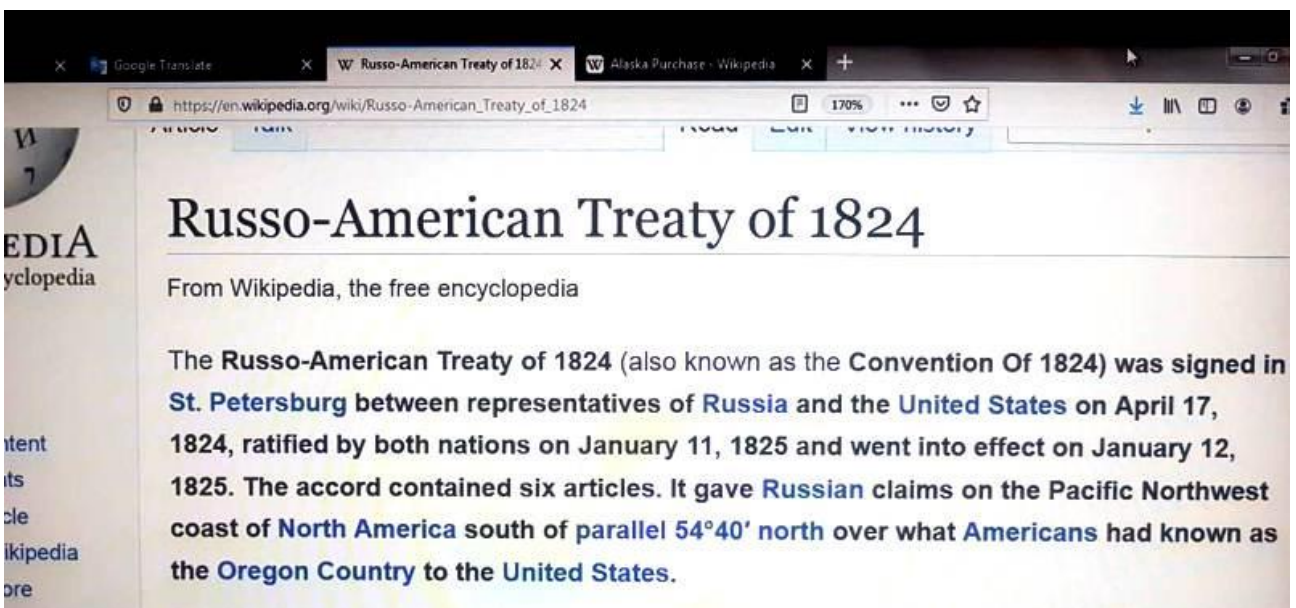 Google Translate
Russo-American Treaty of 1824
Alaska Purchase - Wikipedia
https://en.wikipedia.org/wiki/Russo-American_Treaty_of_1824
170%
Russo-American Treaty of 1824
EDIA
yclopedia
From Wikipedia, the free encyclopedia
The Russo-American Treaty of 1824 (also known as the Convention Of 1824) was signed in
St. Petersburg between representatives of Russia and the United States on April 17,
1824, ratified by both nations on January 11, 1825 and went into effect on January 12,
1825. The accord contained six articles. It gave Russian claims on the Pacific Northwest
coast of North America south of parallel 54°40′ north over what Americans had known as
the Oregon Country to the United States.
ntent
nts
cle
ikipedia
ore